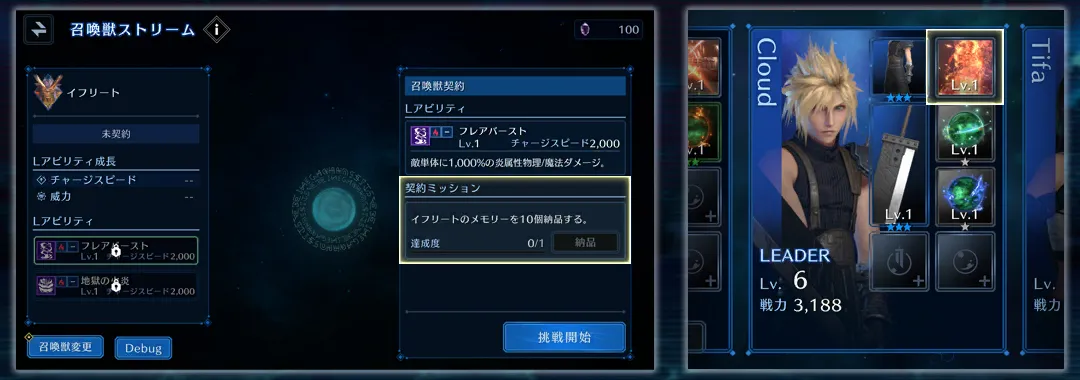 召喚獣ストリーム
100
イフリート
未契約
Lアビリティ成長
チャージスピード --
威力 --
Lアビリティ
フレアバースト
Lv.1 チャージスピード2,000
地獄の火炎
Lv.1 チャージスピード2,000
召喚獣変更
Debug
召喚獣契約
Lアビリティ
フレアバースト
Lv.1 チャージスピード2,000
敵単体に1,000%の炎属性物理/魔法ダメージ。
契約ミッション
イフリートのメモリーを10個納品する。
達成度 0/1 納品
挑戦開始
Cloud
Lv.1
Lv.1
Lv.1
Lv.1
LEADER
Lv. 6
戦力 3,188
Tifa
Lv.
戦力